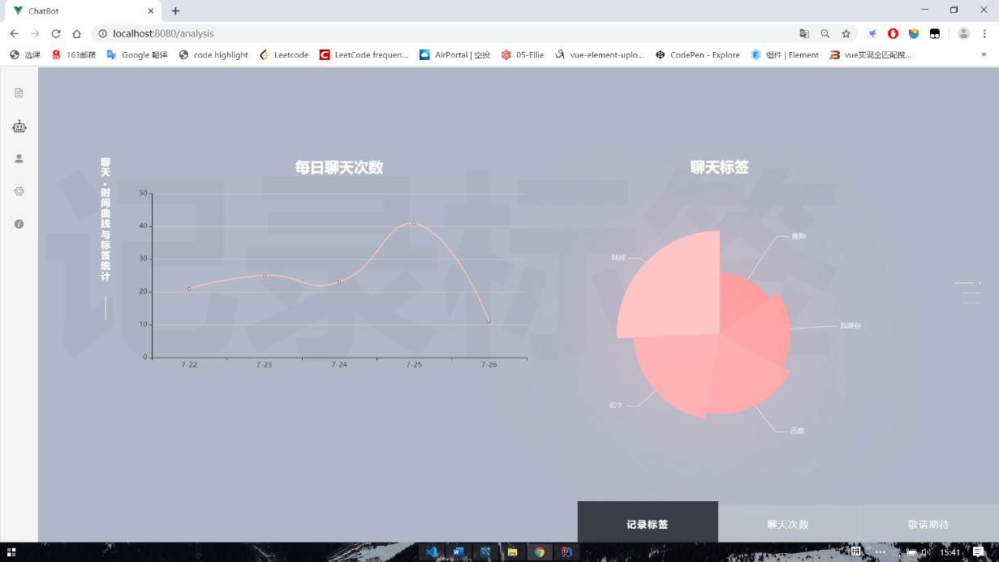 ChatBot
localhost:8080/analysis
选课
163邮箱
Google 翻译
code highlight
Leetcode
LeetCode frequen...
AirPortal | 空投
05-Ellie
vue-element-uplo...
CodePen - Explore
组件 | Element
vue实现全匹配搜...
»
记录标签
聊天·时间曲线与标签统计
每日聊天次数
50
40
30
20
10
0
7-22
7-23
7-24
7-25
7-26
聊天标签
拜拜
傻狗
我爱你
名字
百度
记录标签
聊天次数
敬请期待
拼
15:41